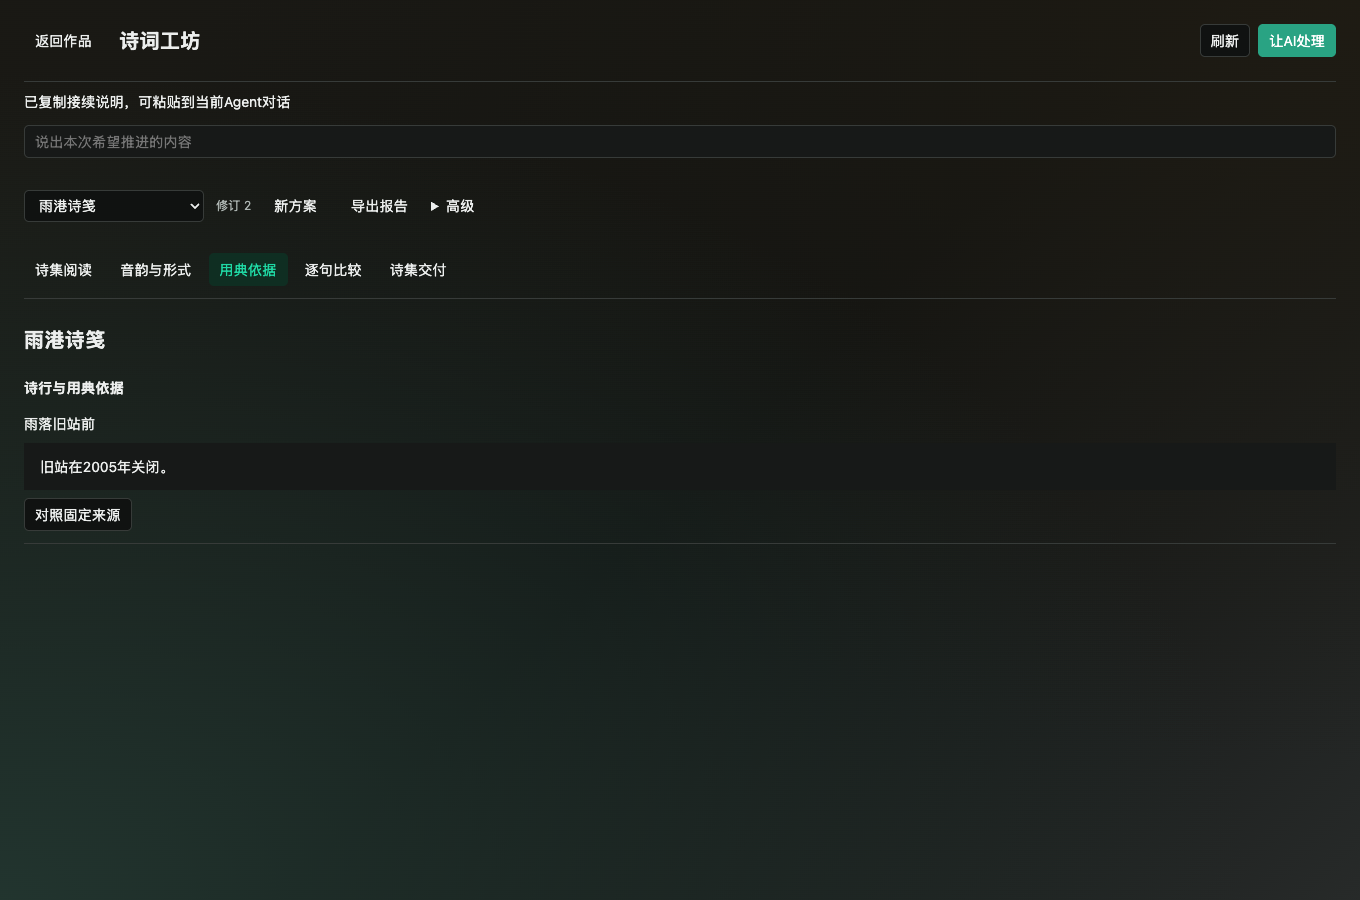 返回作品 诗词工坊 刷新 让AI处理
已复制接续说明，可粘贴到当前Agent对话
说出本次希望推进的内容
雨港诗笺 修订 2 新方案 导出报告 ▶ 高级
诗集阅读 音韵与形式 用典依据 逐句比较 诗集交付
雨港诗笺
诗行与用典依据
雨落旧站前
旧站在2005年关闭。
对照固定来源